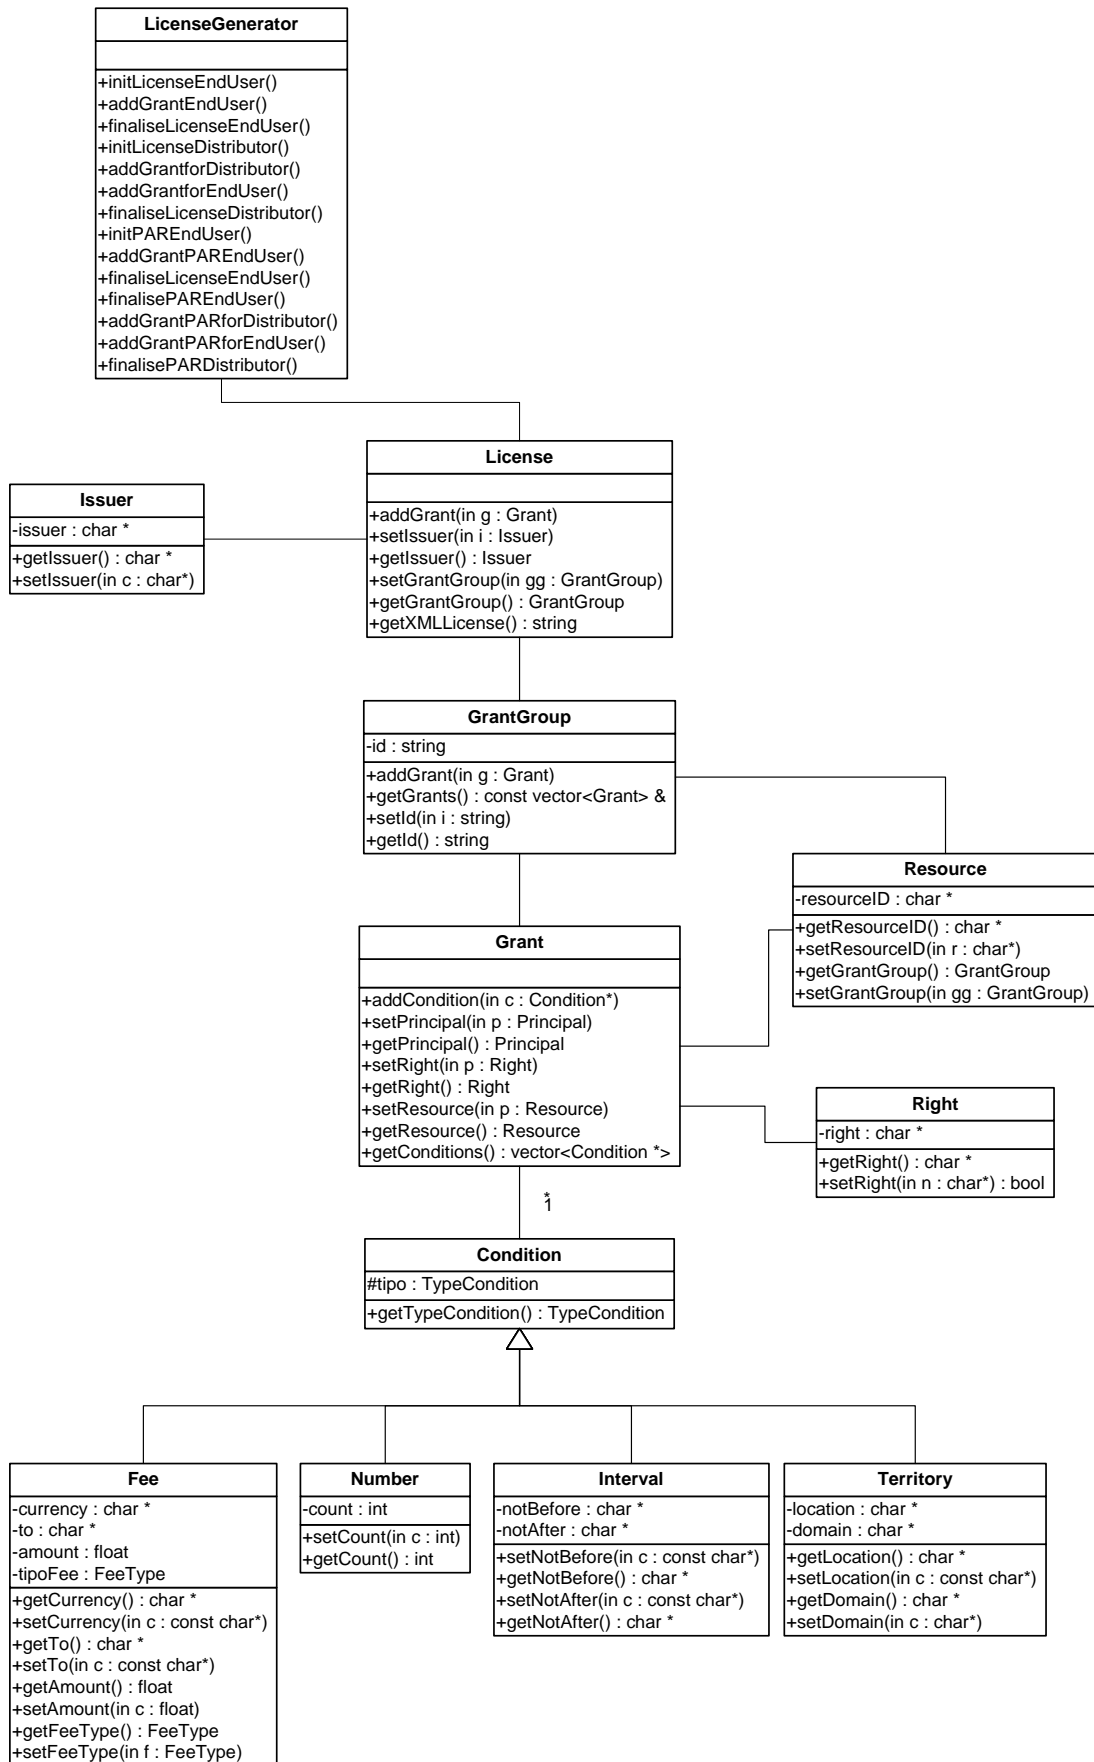 LicenseGenerator
+initLicenseEndUser()
+addGrantEndUser()
+finaliseLicenseEndUser()
+initLicenseDistributor()
+addGrantforDistributor()
+addGrantforEndUser()
+finaliseLicenseDistributor()
+initPAREndUser()
+addGrantPAREndUser()
+finaliseLicenseEndUser()
+finalisePAREndUser()
+addGrantPARforDistributor()
+addGrantPARforEndUser()
+finalisePARDistributor()
License
+addGrant(in g : Grant)
+setIssuer(in i : Issuer)
+getIssuer() : Issuer
+setGrantGroup(in gg : GrantGroup)
+getGrantGroup() : GrantGroup
+getXMLLicense() : string
Issuer
-issuer : char *
+getIssuer() : char *
+setIssuer(in c : char*)
GrantGroup
-id : string
+addGrant(in g : Grant)
+getGrants() : const vector<Grant> &
+setId(in i : string)
+getId() : string
Resource
-resourceID : char *
+getResourceID() : char *
+setResourceID(in r : char*)
+getGrantGroup() : GrantGroup
+setGrantGroup(in gg : GrantGroup)
Grant
+addCondition(in c : Condition*)
+setPrincipal(in p : Principal)
+getPrincipal() : Principal
+setRight(in p : Right)
+getRight() : Right
+setResource(in p : Resource)
+getResource() : Resource
+getConditions() : vector<Condition *>
Right
-right : char *
+getRight() : char *
+setRight(in n : char*) : bool
*
1
Condition
#tipo : TypeCondition
+getTypeCondition() : TypeCondition
Fee
-currency : char *
-to : char *
-amount : float
-tipoFee : FeeType
+getCurrency() : char *
+setCurrency(in c : const char*)
+getTo() : char *
+setTo(in c : const char*)
+getAmount() : float
+setAmount(in c : float)
+getFeeType() : FeeType
+setFeeType(in f : FeeType)
Number
-count : int
+setCount(in c : int)
+getCount() : int
Interval
-notBefore : char *
-notAfter : char *
+setNotBefore(in c : const char*)
+getNotBefore() : char *
+setNotAfter(in c : const char*)
+getNotAfter() : char *
Territory
-location : char *
-domain : char *
+getLocation() : char *
+setLocation(in c : const char*)
+getDomain() : char *
+setDomain(in c : char*)